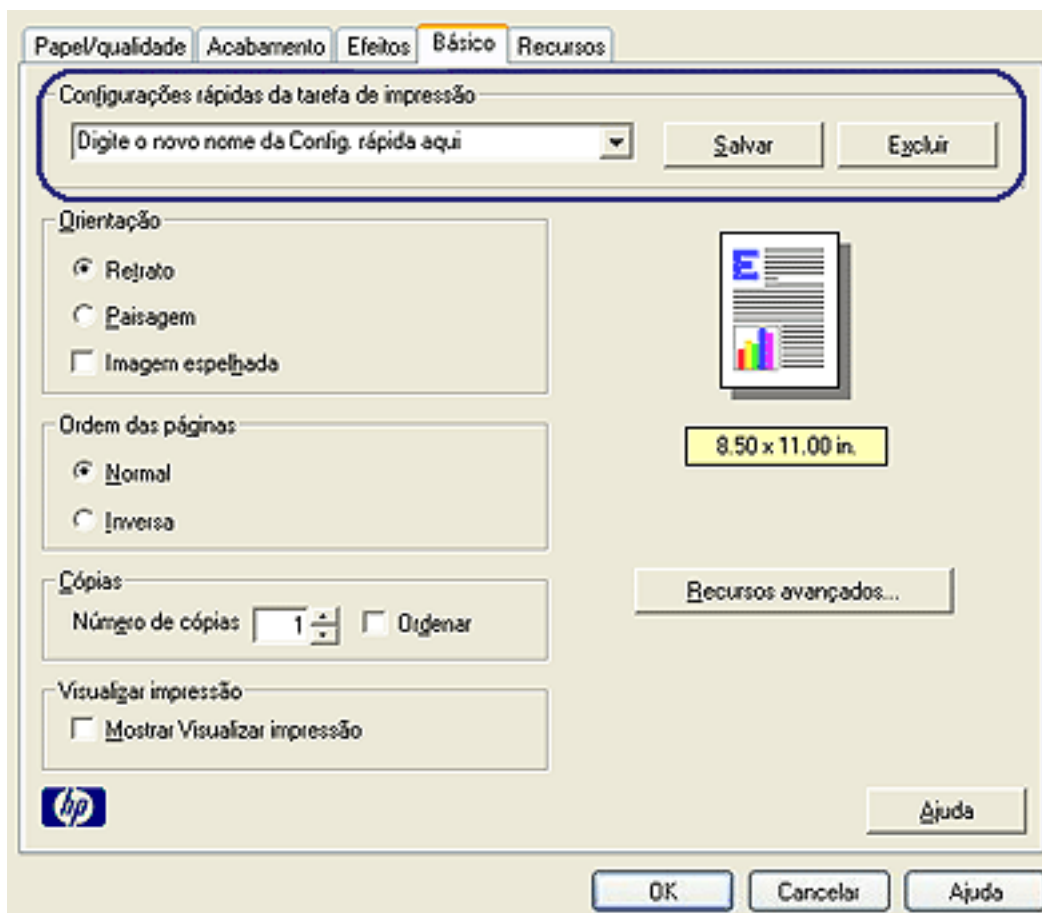 Papel/qualidade Acabamento Efeitos Básico Recursos
Configurações rápidas da tarefa de impressão
Digite o novo nome da Config. rápida aqui Salvar Excluir
Orientação
Retrato
Paisagem
Imagem espelhada
E
8.50 x 11.00 in.
Ordem das páginas
Normal
Inversa
Cópias
Número de cópias 1 Ordenar
Recursos avançados...
Visualizar impressão
Mostrar Visualizar impressão
hp
Ajuda
OK Cancelar Ajuda